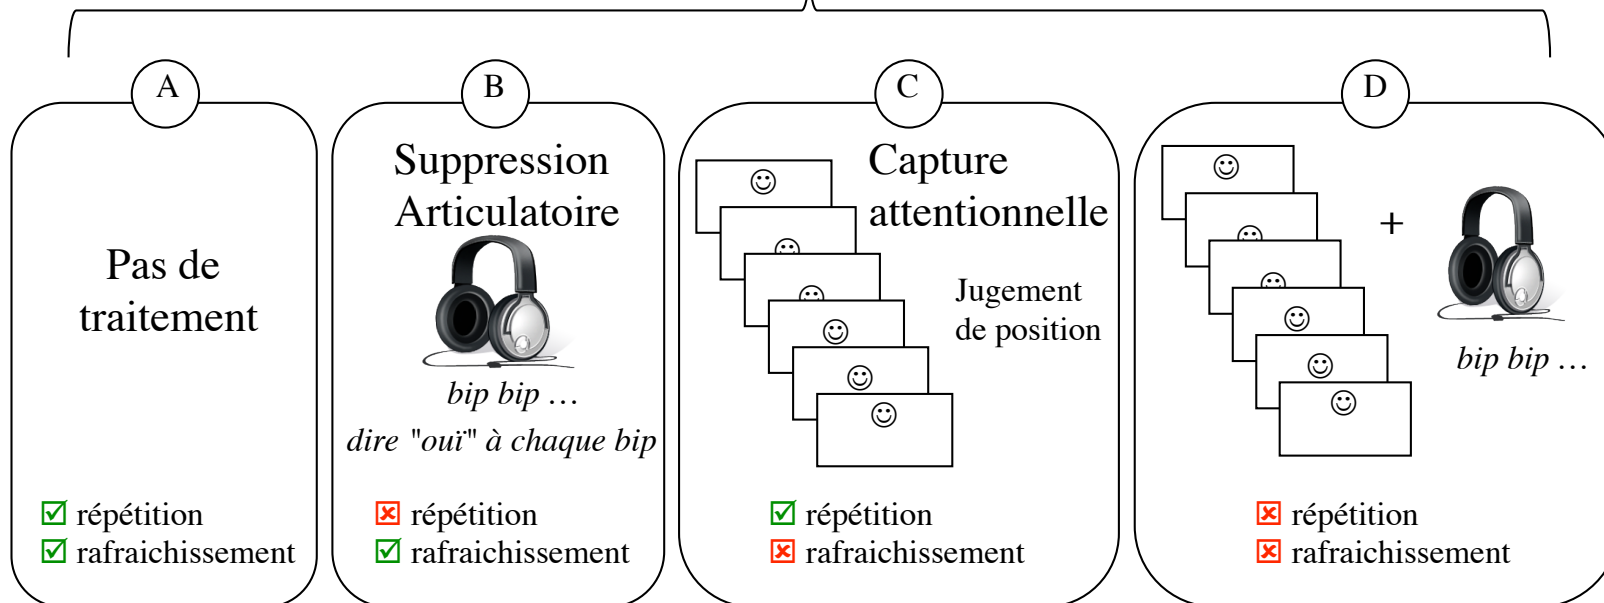 A
Pas de
traitement
répétition
rafraichissement
B
Suppression
Articulatoire
bip bip …
dire "ouï" à chaque bip
répétition
rafraichissement
C
Capture
attentionnelle
Jugement
de position
répétition
rafraichissement
D
+
bip bip …
répétition
rafraichissement